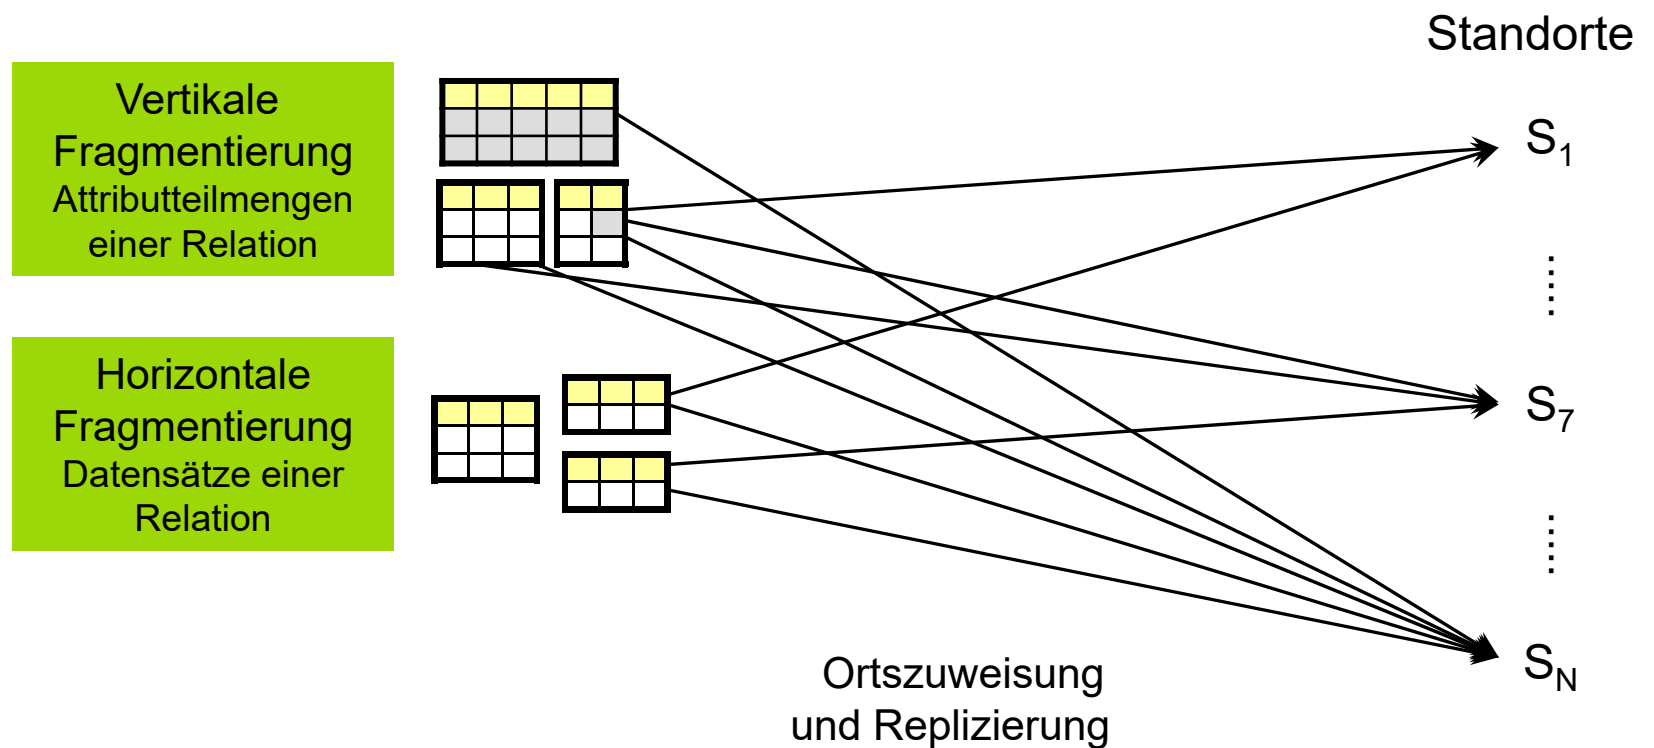 Standorte
Vertikale
Fragmentierung
Attributteilmengen
einer Relation
S1
S7
Horizontale
Fragmentierung
Datensätze einer
Relation
SN
Ortszuweisung
und Replizierung